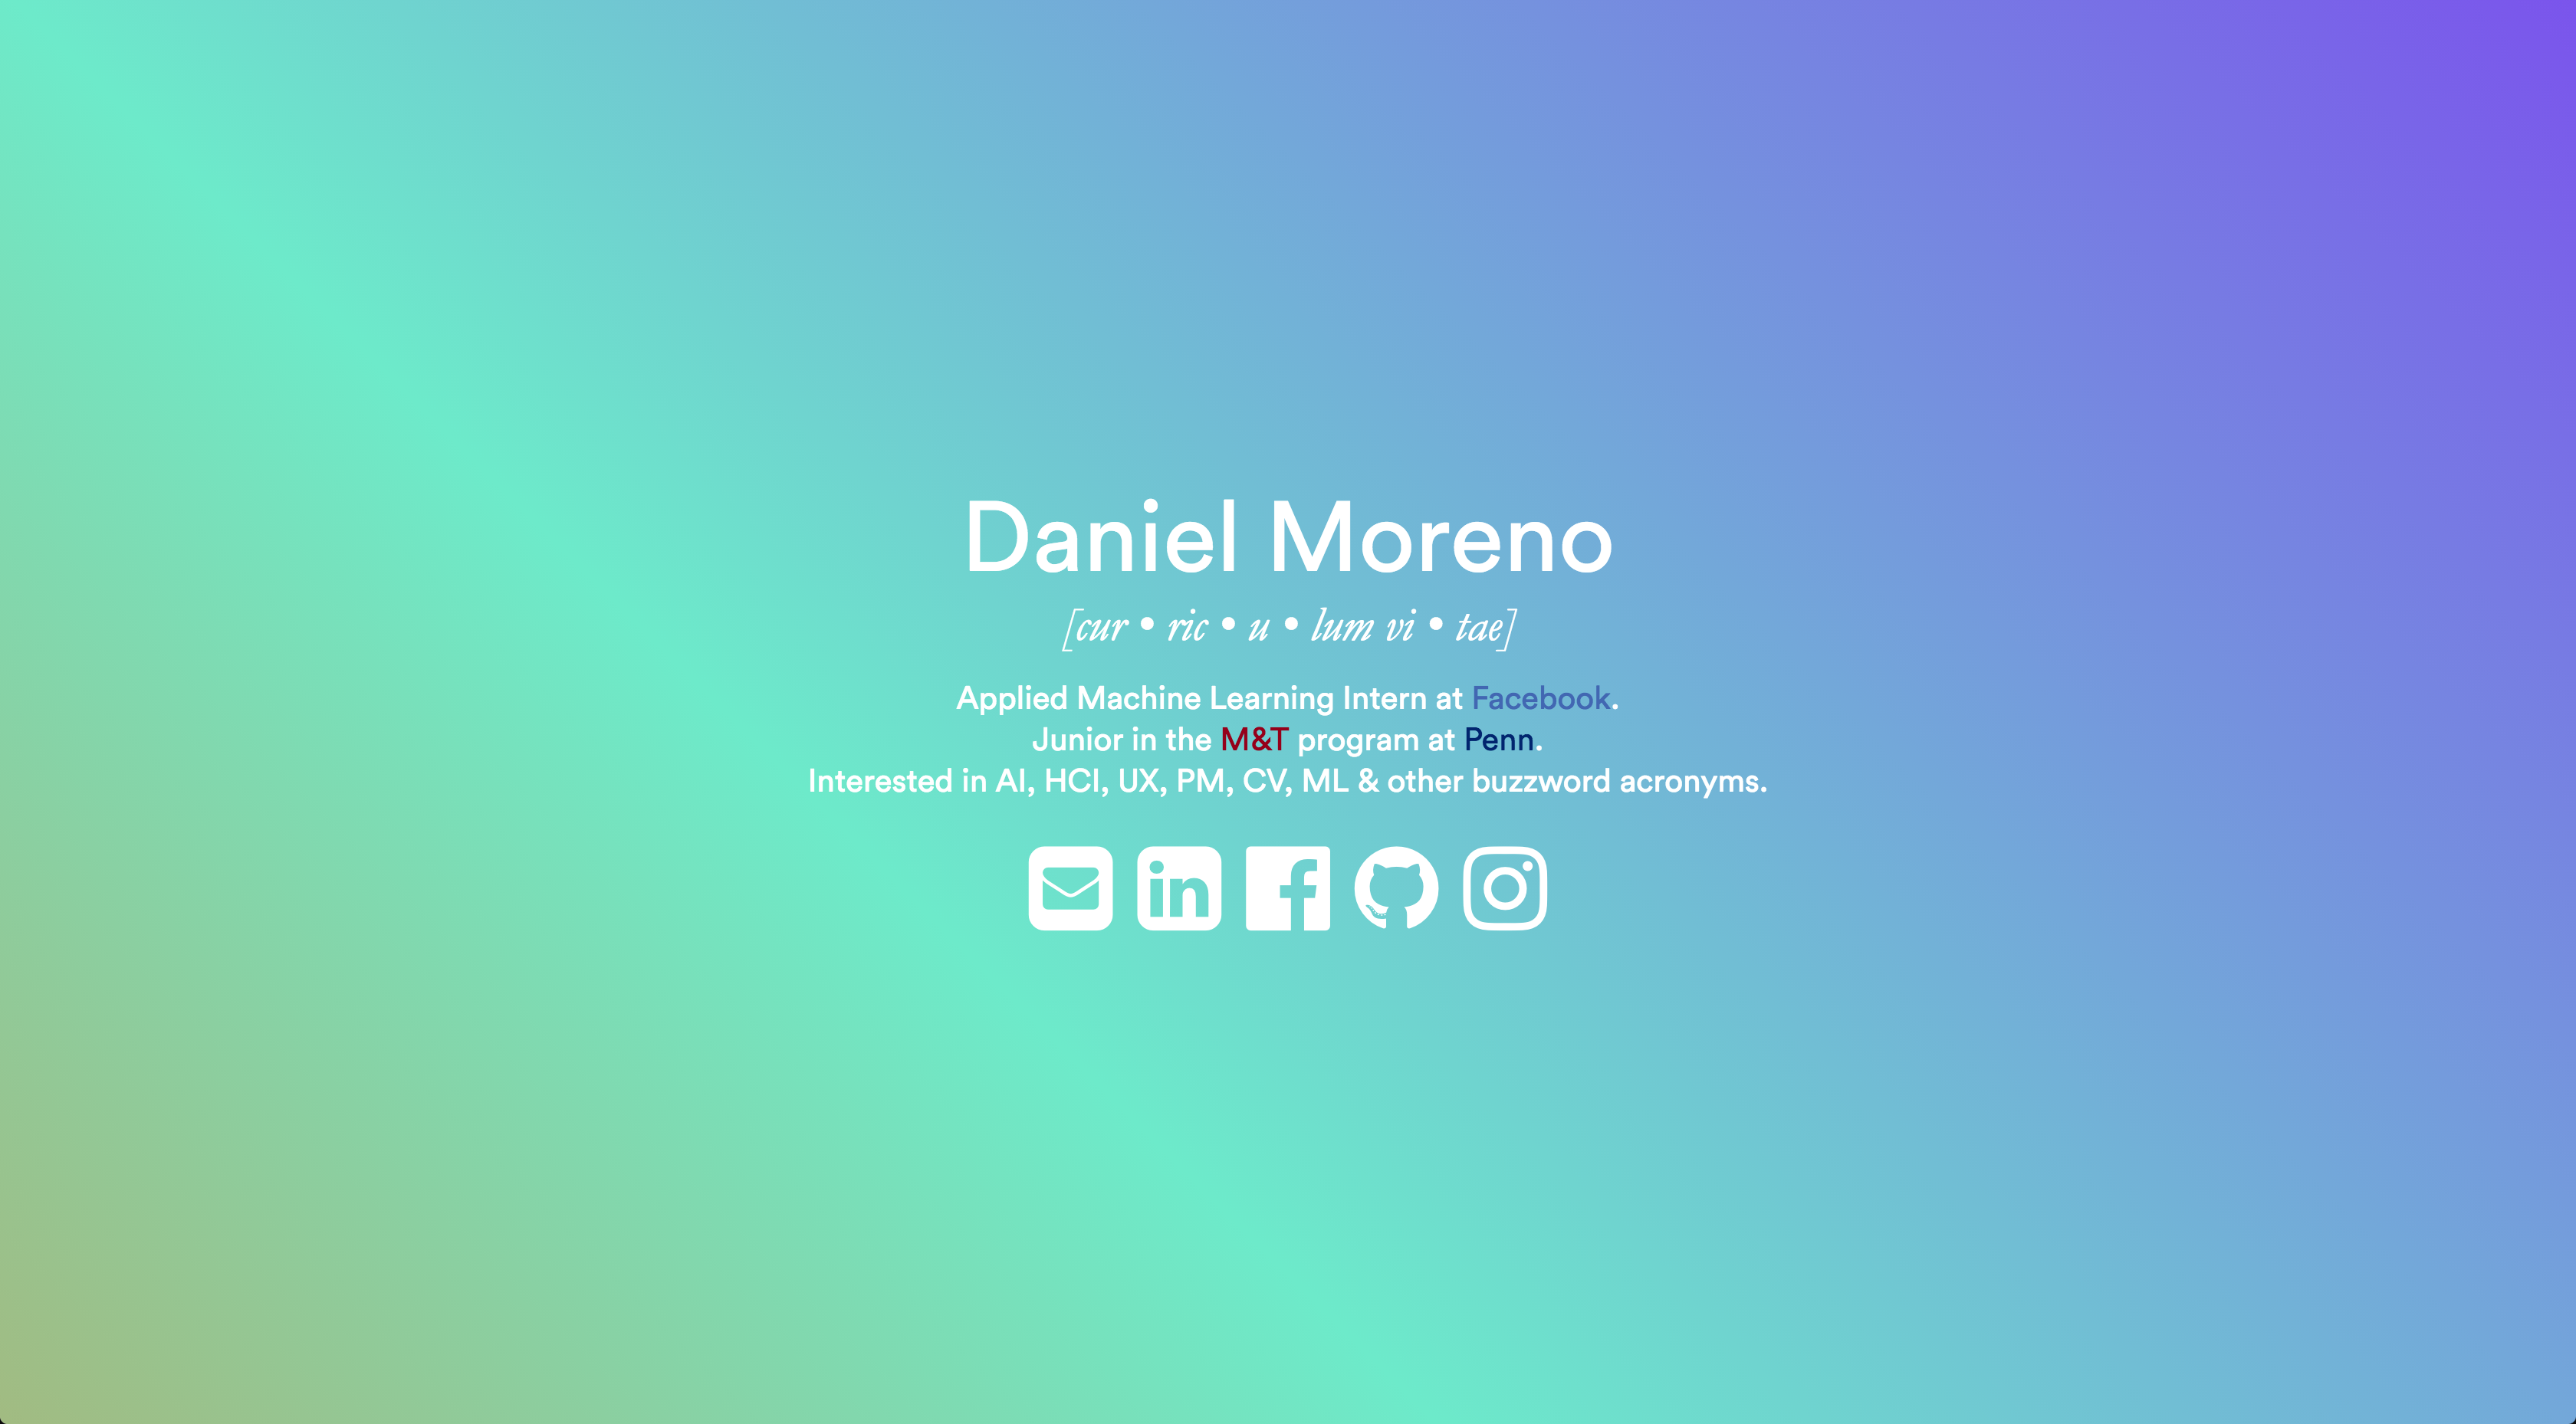 Daniel Moreno
[cur • ric • u • lum vi • tae]
Applied Machine Learning Intern at Facebook.
Junior in the M&T program at Penn.
Interested in AI, HCI, UX, PM, CV, ML & other buzzword acronyms.